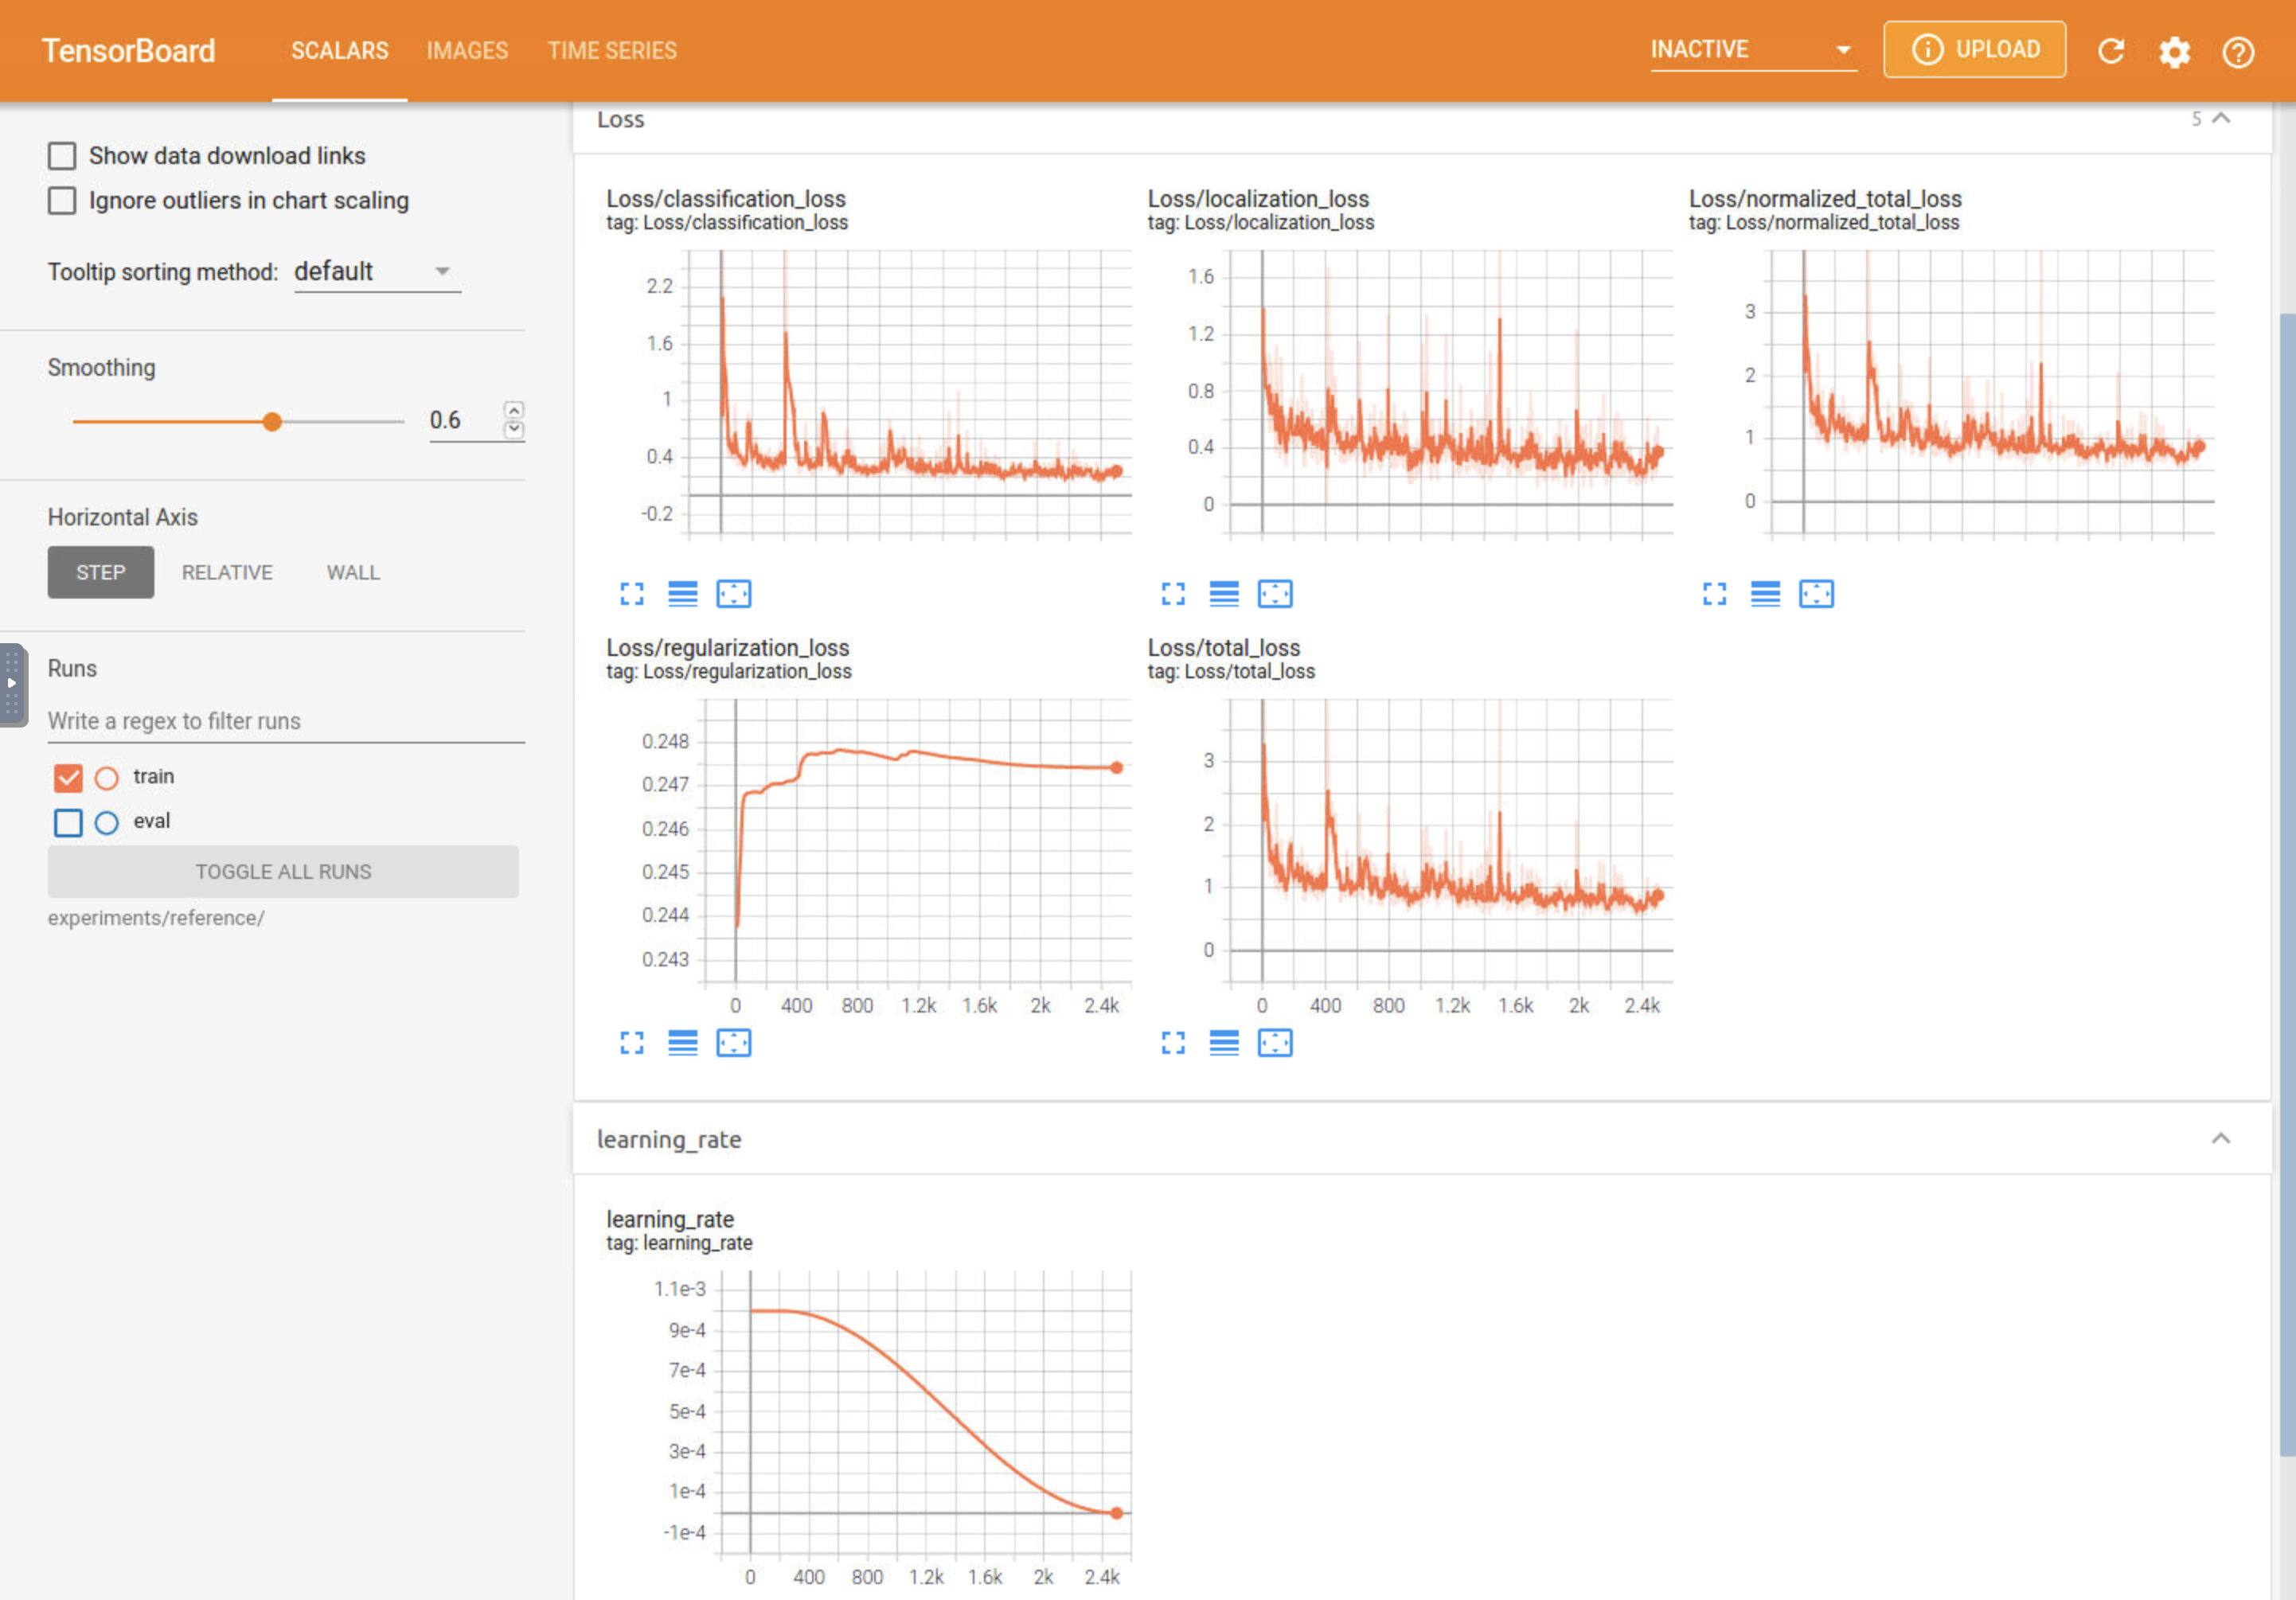 TensorBoard SCALARS IMAGES TIME SERIES INACTIVE UPLOAD
Show data download links
Ignore outliers in chart scaling
Tooltip sorting method: default
Smoothing
0.6
Horizontal Axis
STEP RELATIVE WALL
Runs
Write a regex to filter runs
train
eval
TOGGLE ALL RUNS
experiments/reference/
Loss 5
Loss/classification_loss
tag: Loss/classification_loss
2.2
1.6
1
0.4
-0.2
Loss/localization_loss
tag: Loss/localization_loss
1.6
1.2
0.8
0.4
0
Loss/normalized_total_loss
tag: Loss/normalized_total_loss
3
2
1
0
Loss/regularization_loss
tag: Loss/regularization_loss
0.248
0.247
0.246
0.245
0.244
0.243
0 400 800 1.2k 1.6k 2k 2.4k
Loss/total_loss
tag: Loss/total_loss
3
2
1
0
0 400 800 1.2k 1.6k 2k 2.4k
learning_rate
learning_rate
tag: learning_rate
1.1e-3
9e-4
7e-4
5e-4
3e-4
1e-4
-1e-4
0 400 800 1.2k 1.6k 2k 2.4k